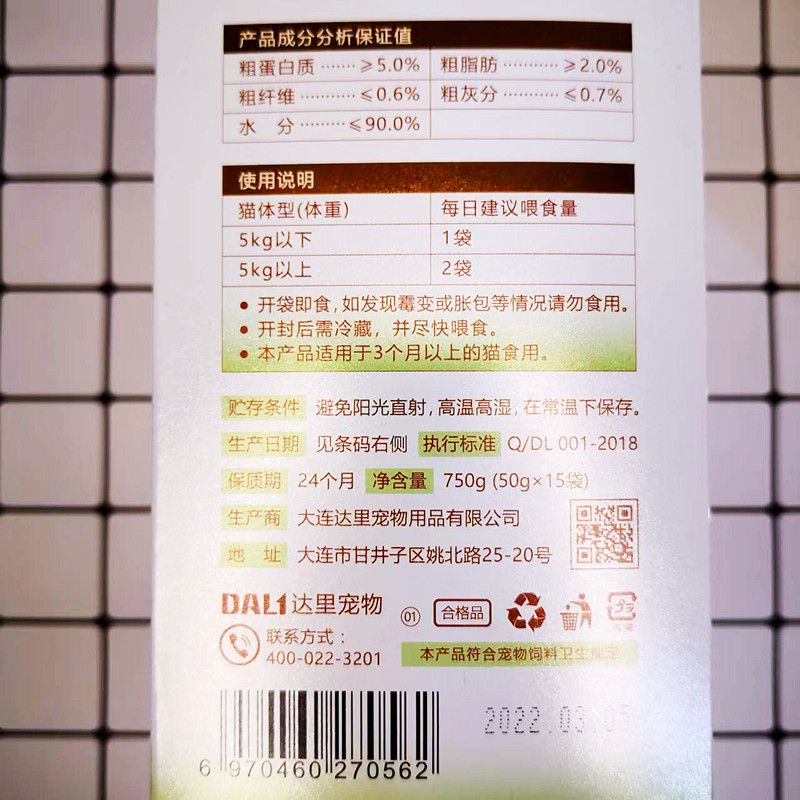 产品成分分析保证值
粗蛋白质 ······· ≥5.0% 粗脂肪 ··········· ≥2.0%
粗纤维 ··········· ≤0.6% 粗灰分 ··········· ≤0.7%
水 分 ········· ≤90.0%
使用说明
猫体型(体重) 每日建议喂食量
5kg以下 1袋
5kg以上 2袋
● 开袋即食,如发现霉变或胀包等情况请勿食用。
● 开封后需冷藏，并尽快喂食。
● 本产品适用于3个月以上的猫食用。
贮存条件 避免阳光直射,高温高湿,在常温下保存。
生产日期 见条码右侧 执行标准 Q/DL 001-2018
保质期 24个月 净含量 750g (50g×15袋)
生产商 大连达里宠物用品有限公司
地 址 大连市甘井子区姚北路25-20号
DALI 达里宠物 01 合格品
联系方式：
400-022-3201 本产品符合宠物饲料卫生规定
2022.03.05
6 970460 270562